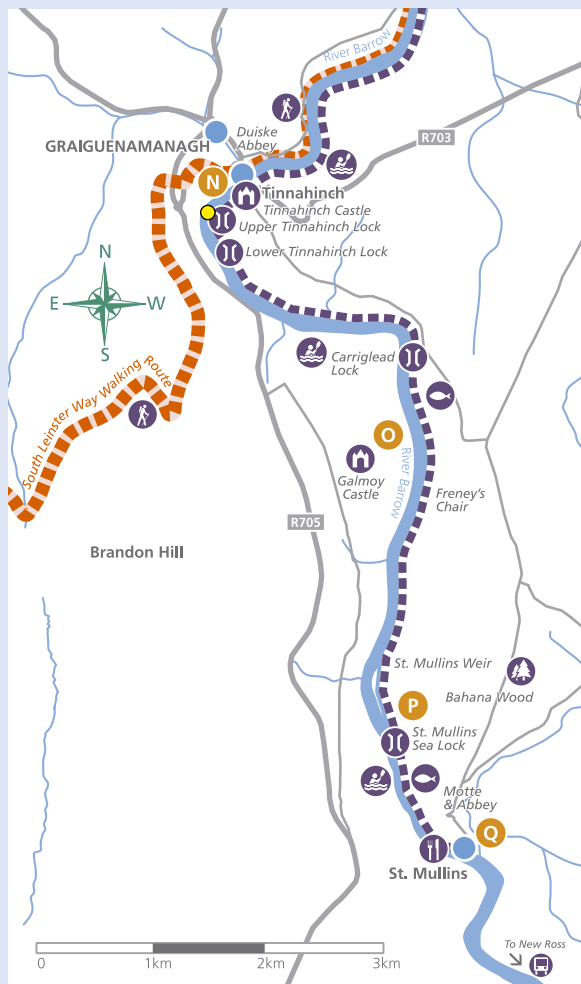 River Barrow
Duiske
Abbey
GRAIGUENAMANAGH
R703
N
Tinnahinch
Tinnahinch Castle
Upper Tinnahinch Lock
Lower Tinnahinch Lock
N
E W
S
Carriglead
Lock
South Leinster Way Walking Route
O
River Barrow
Galmoy
Castle
Freney's
Chair
R705
Brandon Hill
St. Mullins Weir
Bahana Wood
P
St. Mullins
Sea Lock
Motte
& Abbey
Q
St. Mullins
To New Ross
0 1km 2km 3km